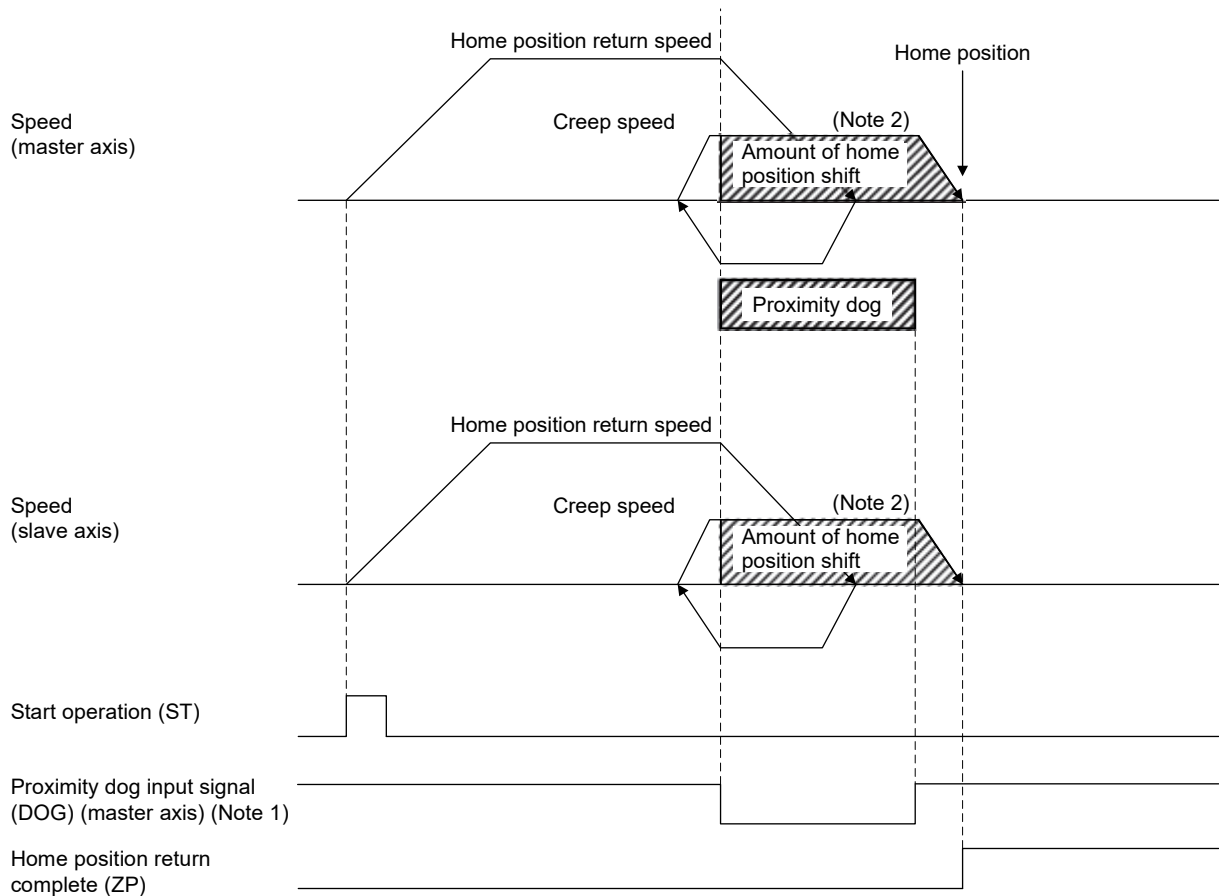 Home position return speed
Home position
Speed
(master axis)
Creep speed
(Note 2)
Amount of home
position shift
Proximity dog
Home position return speed
Speed
(slave axis)
Creep speed
(Note 2)
Amount of home
position shift
Start operation (ST)
Proximity dog input signal
(DOG) (master axis) (Note 1)
Home position return
complete (ZP)